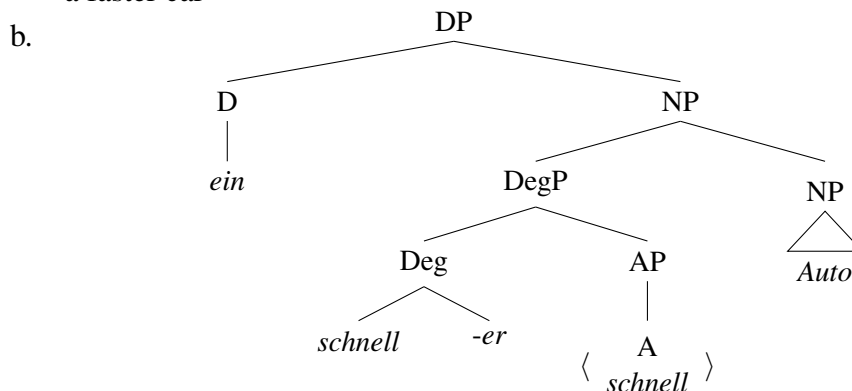 a faster car
b.
DP
D NP
ein DegP NP
Deg AP Auto
schnell -er A
⟨ schnell ⟩